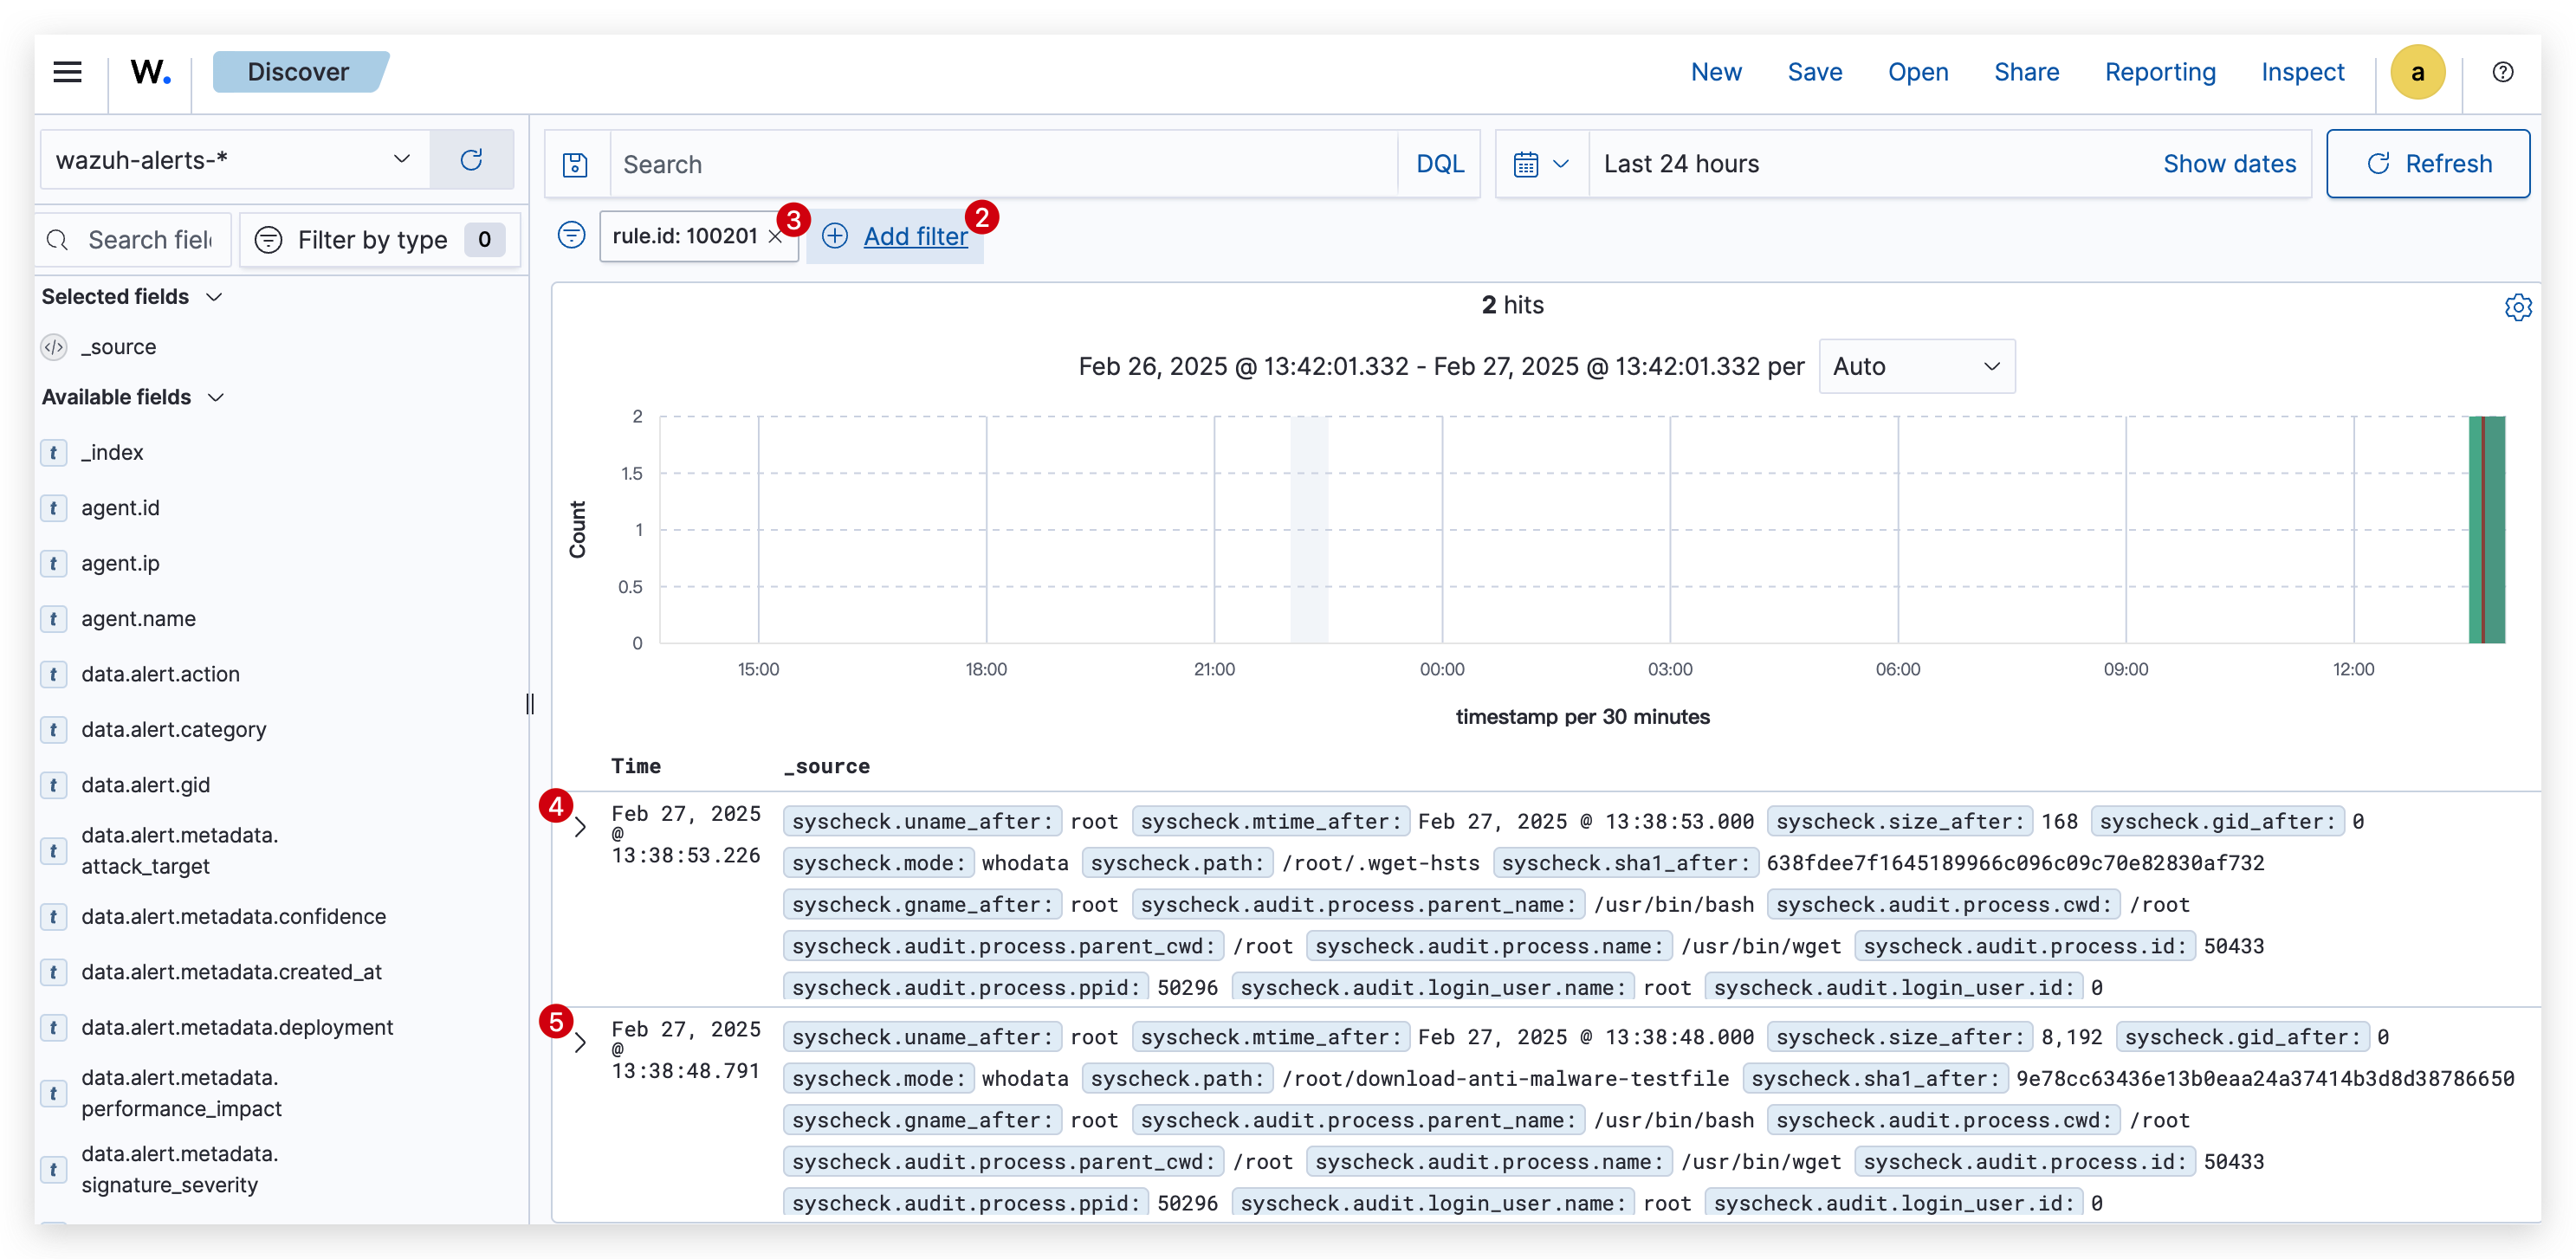 W. Discover New Save Open Share Reporting Inspect a
wazuh-alerts-*
Search DQL Last 24 hours Show dates Refresh
Filter by type 0
rule.id: 100201 × 3 Add filter 2
Selected fields
_source
Available fields
_index
agent.id
agent.ip
agent.name
data.alert.action
data.alert.category
data.alert.gid
data.alert.metadata.
attack_target
data.alert.metadata.confidence
data.alert.metadata.created_at
data.alert.metadata.deployment
data.alert.metadata.
performance_impact
data.alert.metadata.
signature_severity
2 hits
Feb 26, 2025 @ 13:42:01.332 - Feb 27, 2025 @ 13:42:01.332 per Auto
Count
2
1.5
1
0.5
0
15:00 18:00 21:00 00:00 03:00 06:00 09:00 12:00
timestamp per 30 minutes
Time _source
4
Feb 27, 2025
@
13:38:53.226
syscheck.uname_after: root syscheck.mtime_after: Feb 27, 2025 @ 13:38:53.000 syscheck.size_after: 168 syscheck.gid_after: 0
syscheck.mode: whodata syscheck.path: /root/.wget-hsts syscheck.sha1_after: 638fdee7f1645189966c096c09c70e82830af732
syscheck.gname_after: root syscheck.audit.process.parent_name: /usr/bin/bash syscheck.audit.process.cwd: /root
syscheck.audit.process.parent_cwd: /root syscheck.audit.process.name: /usr/bin/wget syscheck.audit.process.id: 50433
syscheck.audit.process.ppid: 50296 syscheck.audit.login_user.name: root syscheck.audit.login_user.id: 0
5
Feb 27, 2025
@
13:38:48.791
syscheck.uname_after: root syscheck.mtime_after: Feb 27, 2025 @ 13:38:48.000 syscheck.size_after: 8,192 syscheck.gid_after: 0
syscheck.mode: whodata syscheck.path: /root/download-anti-malware-testfile syscheck.sha1_after: 9e78cc63436e13b0eaa24a37414b3d8d38786650
syscheck.gname_after: root syscheck.audit.process.parent_name: /usr/bin/bash syscheck.audit.process.cwd: /root
syscheck.audit.process.parent_cwd: /root syscheck.audit.process.name: /usr/bin/wget syscheck.audit.process.id: 50433
syscheck.audit.process.ppid: 50296 syscheck.audit.login_user.name: root syscheck.audit.login_user.id: 0